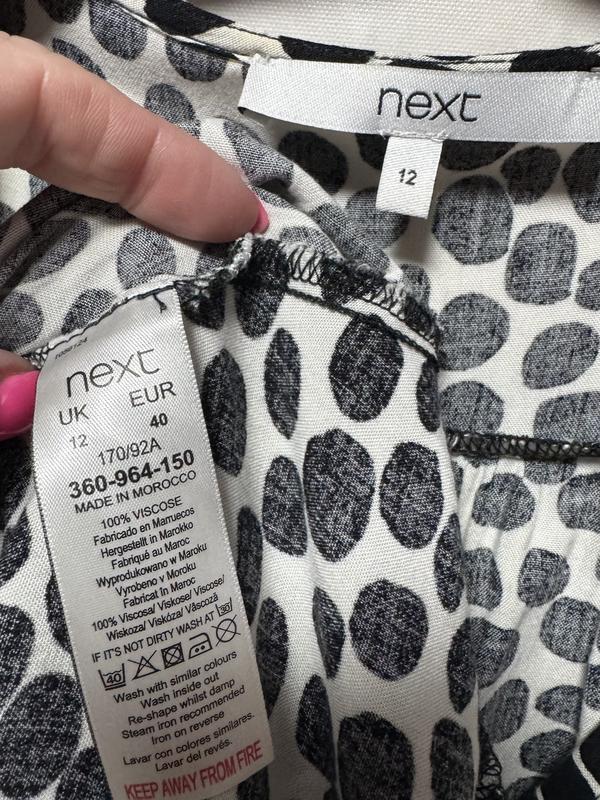 next
12
next
UK EUR
12 40
170/92A
360-964-150
MADE IN MOROCCO
100% VISCOSE
Fabricado en Marruecos
Hergestellt in Marokko
Fabriqué au Maroc
Wyprodukowano w Maroku
Vyrobeno v Moroku
Fabricat In Maroc
100% Viscosa/ Viskose/ Viscose/
Wiskoza/ Viskóza/ Vâscoză
IF IT'S NOT DIRTY WASH AT 30
40
Wash with similar colours
Wash inside out
Re-shape whilst damp
Steam iron recommended
Iron on reverse
Lavar con colores similares.
Lavar del revés.
KEEP AWAY FROM FIRE